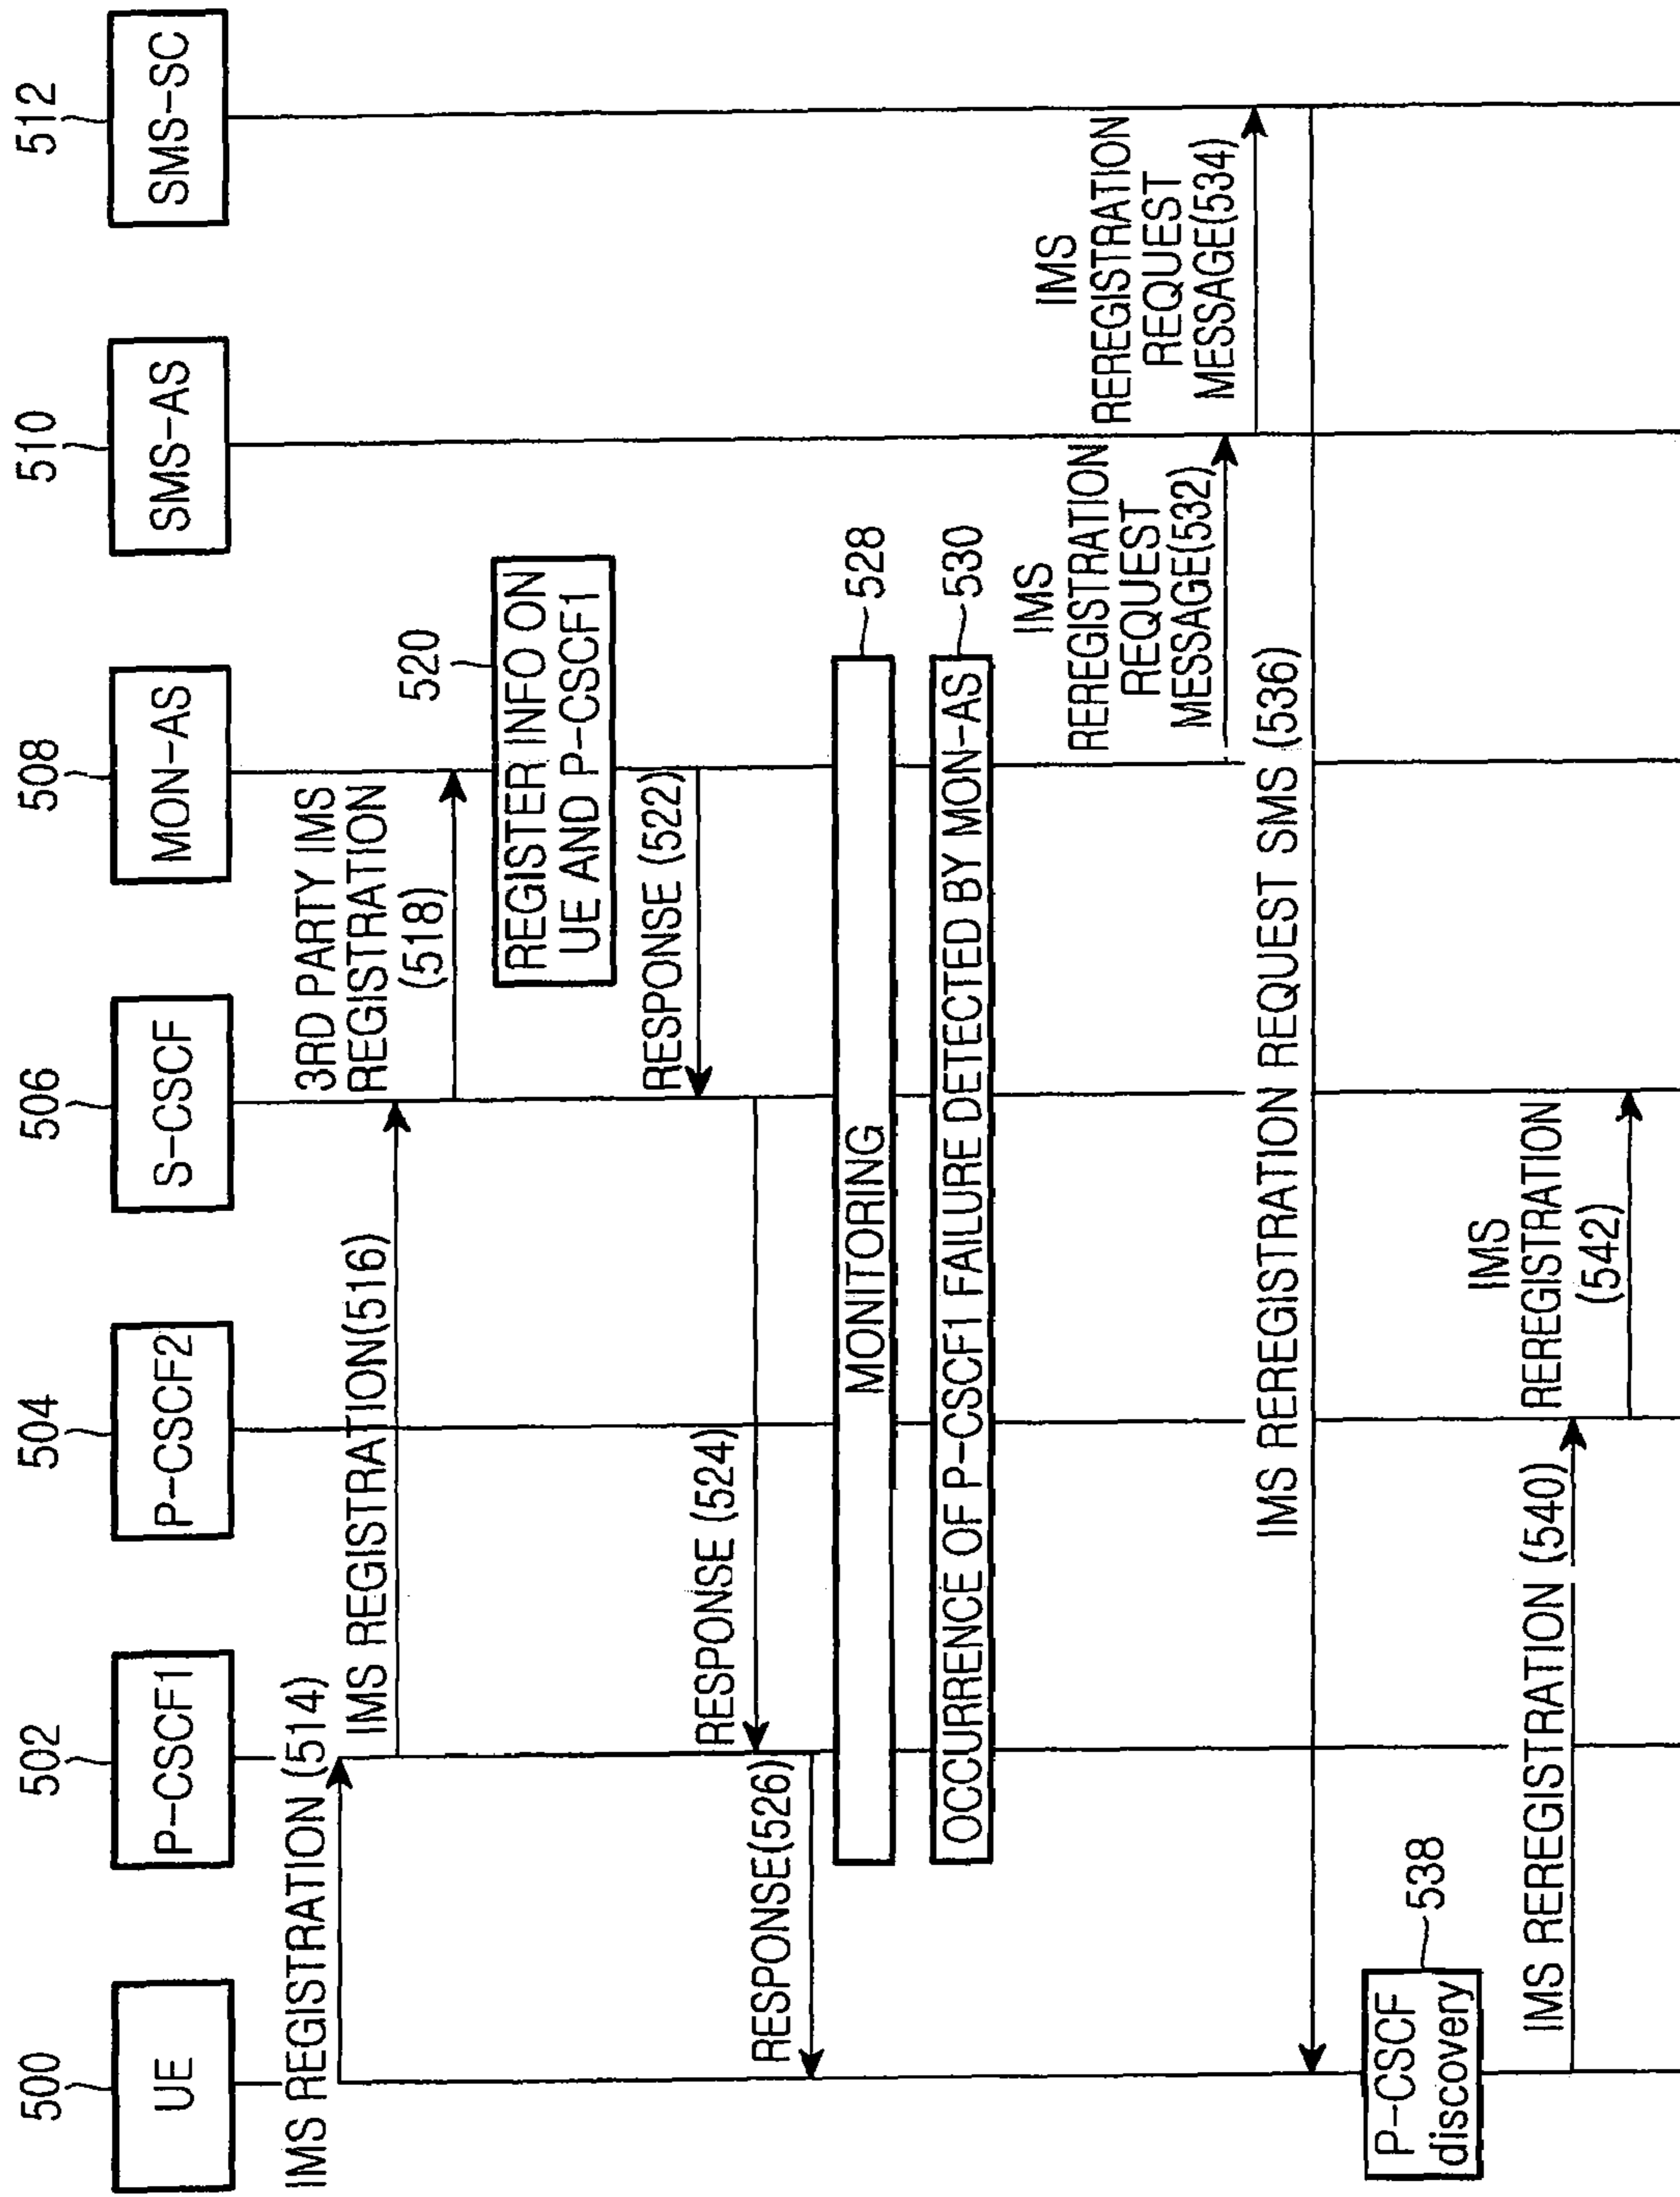 500
502
504
506
508
510
512
UE
P-CSCF1
P-CSCF2
S-CSCF
MON-AS
SMS-AS
SMS-SC
IMS REGISTRATION (514)
IMS REGISTRATION(516)
3RD PARTY IMS
REGISTRATION
(518)
520
REGISTER INFO ON
UE AND P-CSCF1
RESPONSE (522)
RESPONSE (524)
RESPONSE(526)
MONITORING
528
OCCURRENCE OF P-CSCF1 FAILURE DETECTED BY MON-AS
530
IMS
REREGISTRATION
REQUEST
MESSAGE(532)
IMS
REREGISTRATION
REQUEST
MESSAGE(534)
IMS REREGISTRATION REQUEST SMS (536)
P-CSCF
discovery
538
IMS REREGISTRATION (540)
IMS
REREGISTRATION
(542)